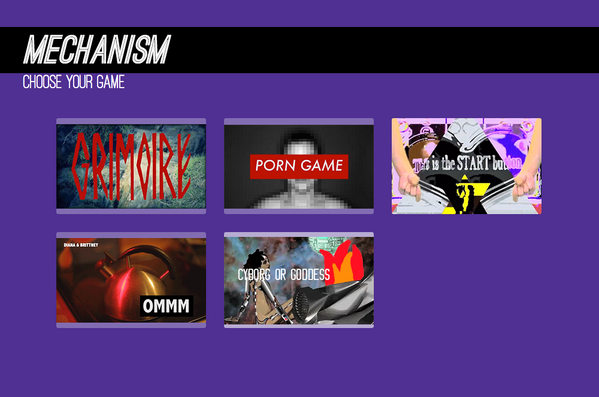 MECHANISM
CHOOSE YOUR GAME
GRIMOIRE
PORN GAME
is the START button
DIANA & BRITTNEY
OMMM
CYBORG OR GODDESS